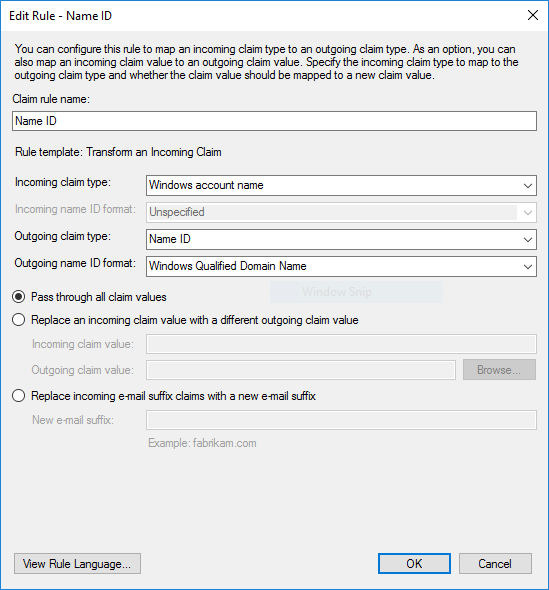 Edit Rule - Name ID
You can configure this rule to map an incoming claim type to an outgoing claim type. As an option, you can
also map an incoming claim value to an outgoing claim value. Specify the incoming claim type to map to the
outgoing claim type and whether the claim value should be mapped to a new claim value.
Claim rule name:
Name ID
Rule template: Transform an Incoming Claim
Incoming claim type: Windows account name
Incoming name ID format: Unspecified
Outgoing claim type: Name ID
Outgoing name ID format: Windows Qualified Domain Name
Pass through all claim values
Window Snip
Replace an incoming claim value with a different outgoing claim value
Incoming claim value:
Outgoing claim value: Browse...
Replace incoming e-mail suffix claims with a new e-mail suffix
New e-mail suffix:
Example: fabrikam.com
View Rule Language... OK Cancel